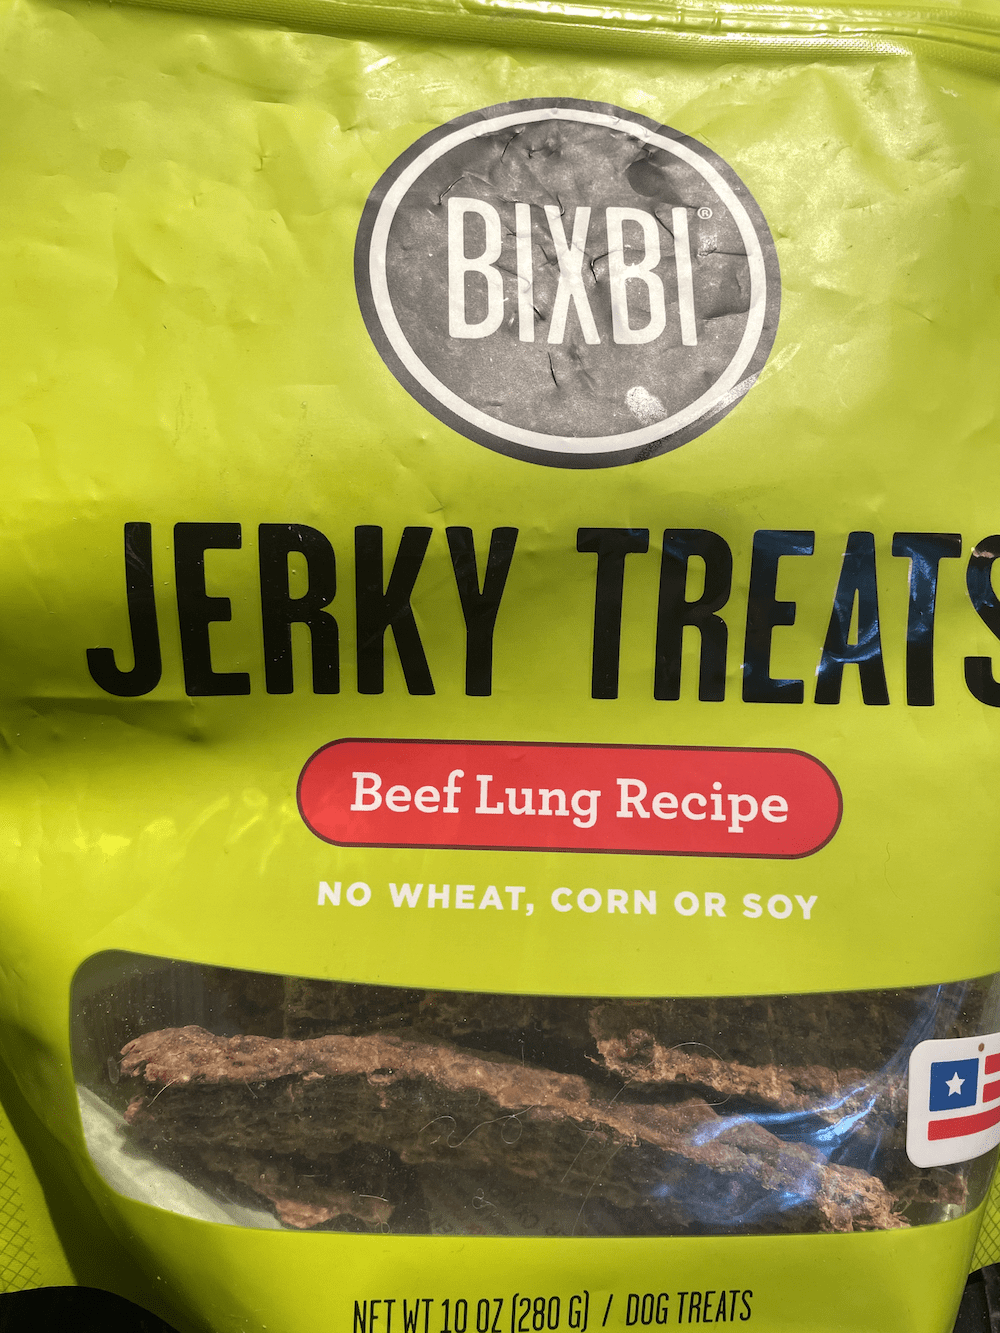 BIXBI®
JERKY TREATS
Beef Lung Recipe
NO WHEAT, CORN OR SOY
NET WT 10 OZ (280 G) / DOG TREATS